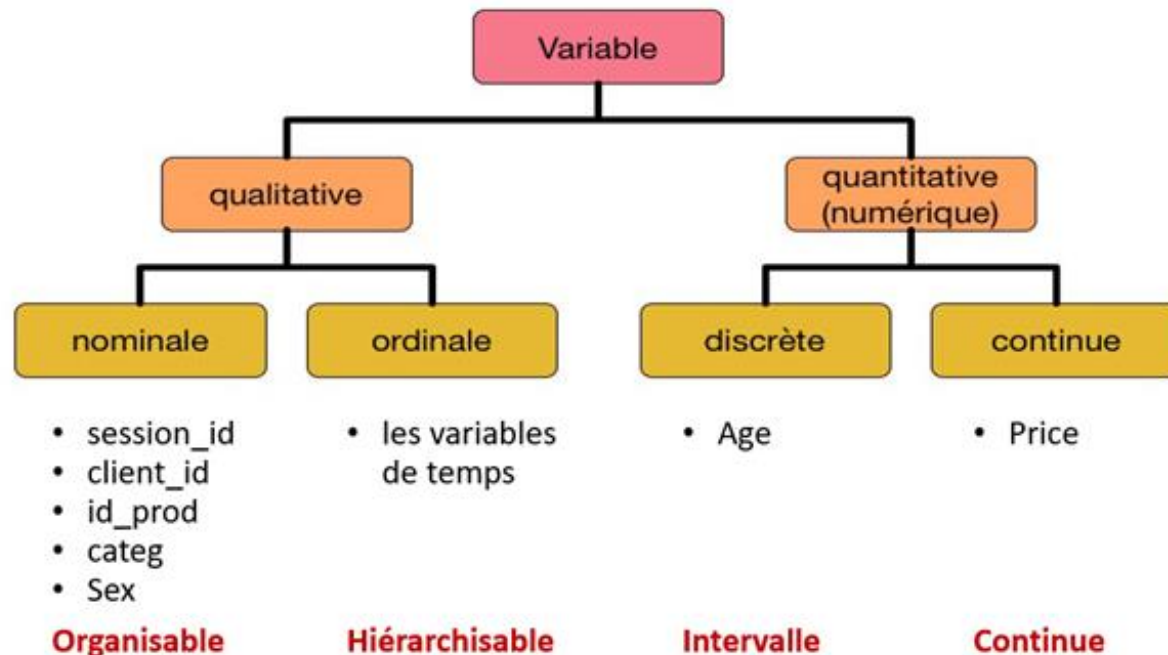 Variable
qualitative
quantitative
(numérique)
nominale
ordinale
discrète
continue
• session_id
• client_id
• id_prod
• categ
• Sex
• les variables
de temps
• Age
• Price
Organisable
Hiérarchisable
Intervalle
Continue